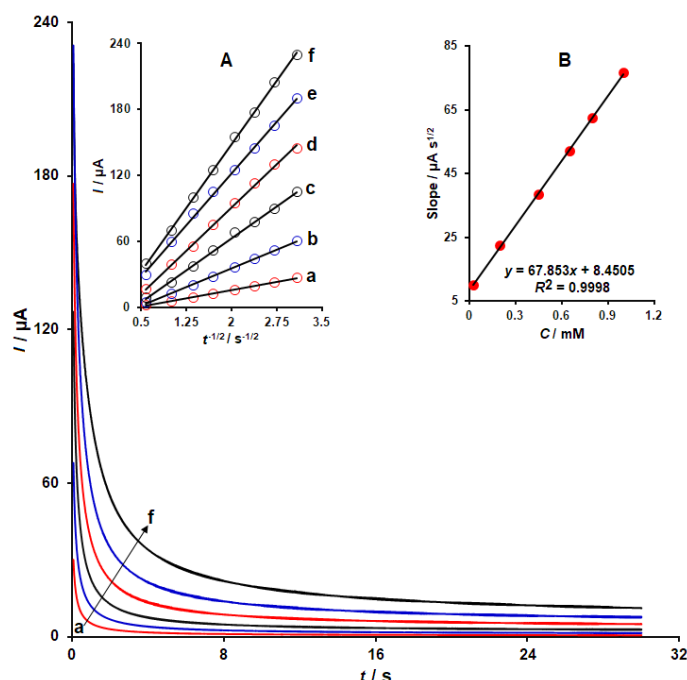 240
180
120
60
0
I / µA
0
8
16
24
32
t / s
a
f
A
240
180
120
60
0
I / µA
0.5
1.25
2
2.75
3.5
t-1/2 / s-1/2
f
e
d
c
b
a
B
85
65
45
25
5
Slope / µA s1/2
y = 67.853x + 8.4505
R2 = 0.9998
0
0.3
0.6
0.9
1.2
C / mM